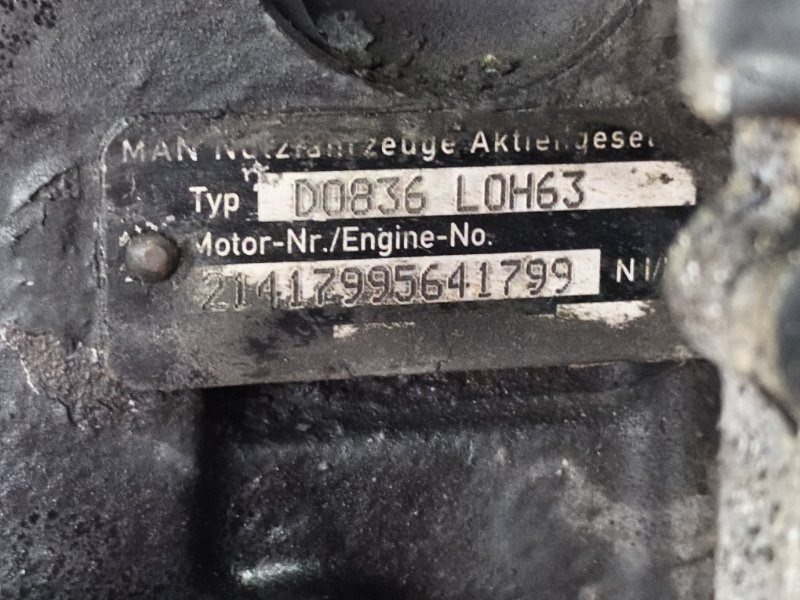 MAN Nutzfahrzeuge Aktiengesel
Typ D0836 LOH63
Motor-Nr./Engine-No.
21417995641799 N I/